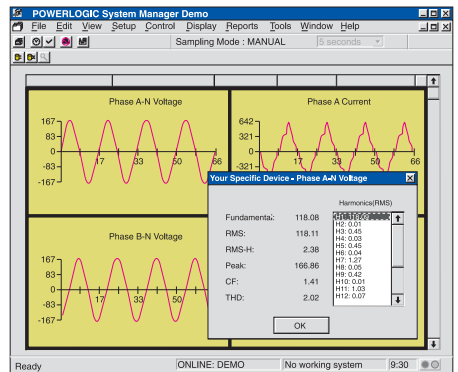 POWERLOGIC System Manager Demo
File Edit View Setup Control Display Reports Tools Window Help
Sampling Mode : MANUAL 5 seconds
Phase A-N Voltage
167
83
0
-83
-167
17 33 50 66
Phase A Current
642
321
0
-321
17 33 50 66
Phase B-N Voltage
167
83
0
-83
-167
17 33 50
Your Specific Device - Phase A-N Voltage
Harmonics(RMS)
Fundamental: 118.08
RMS: 118.11
RMS-H: 2.38
Peak: 166.86
CF: 1.41
THD: 2.02
H2: 0.01
H3: 0.45
H4: 0.03
H5: 0.45
H6: 0.04
H7: 1.27
H8: 0.05
H9: 0.42
H10: 0.01
H11: 1.03
H12: 0.07
OK
Ready ONLINE: DEMO No working system 9:30